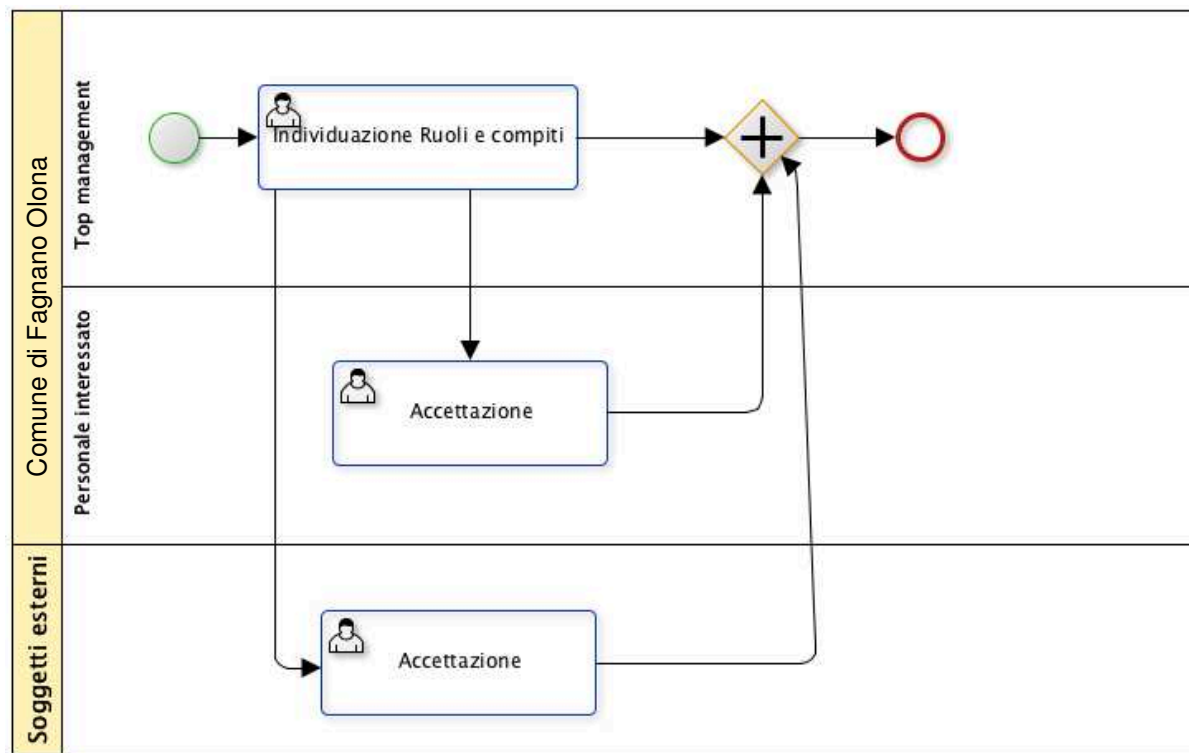 Comune di Fagnano Olona
Top management
Individuazione Ruoli e compiti
Personale interessato
Accettazione
Soggetti esterni
Accettazione